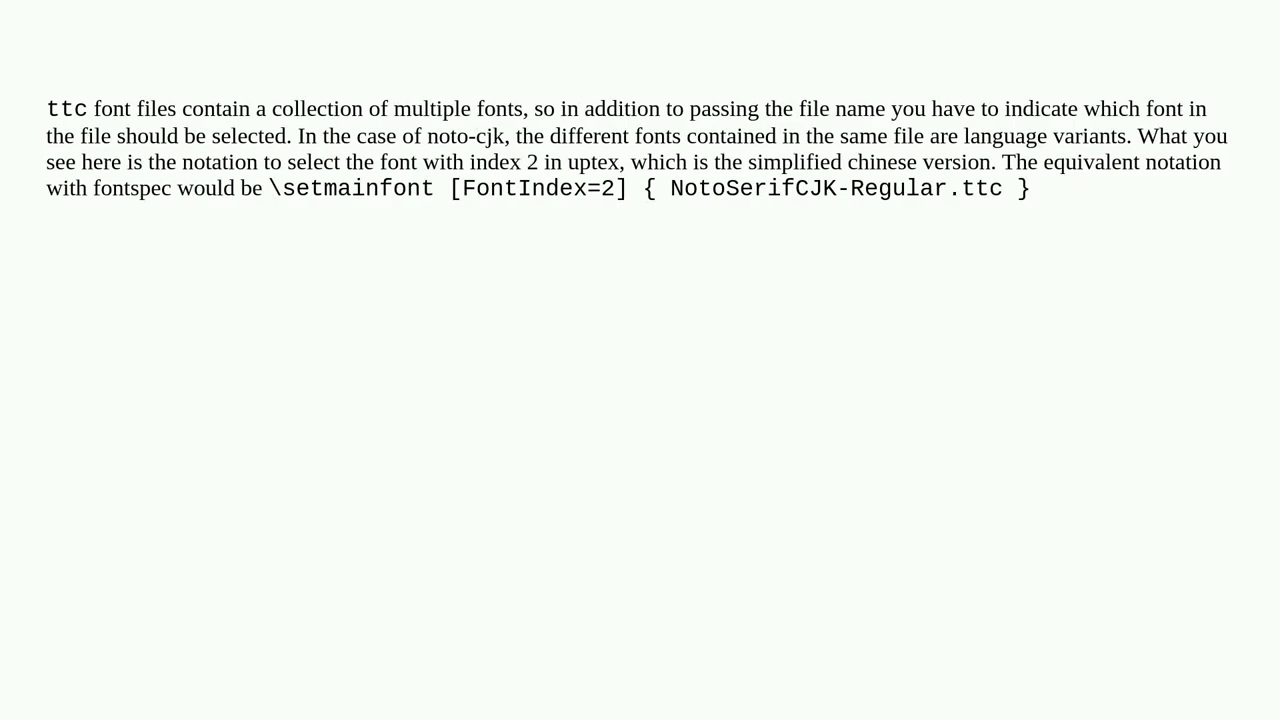 ttc font files contain a collection of multiple fonts, so in addition to passing the file name you have to indicate which font in
the file should be selected. In the case of noto-cjk, the different fonts contained in the same file are language variants. What you
see here is the notation to select the font with index 2 in uptex, which is the simplified chinese version. The equivalent notation
with fontspec would be \setmainfont [FontIndex=2] { NotoSerifCJK-Regular.ttc }